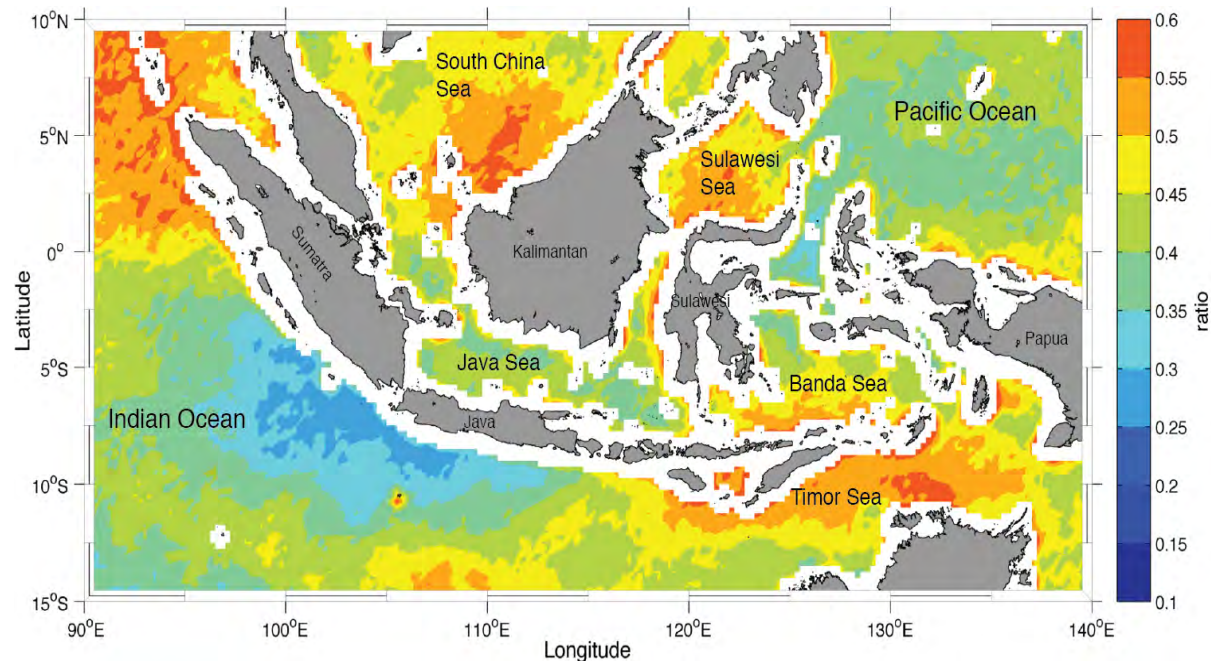 10°N
5°N
0°
5°S
10°S
15°S
Latitude
90°E
100°E
110°E
120°E
130°E
140°E
Longitude
South China
Sea
Pacific Ocean
Sulawesi
Sea
Sumatra
Kalimantan
Sulawesi
Papua
Java Sea
Banda Sea
Indian Ocean
Java
Timor Sea
0.6
0.55
0.5
0.45
0.4
0.35
0.3
0.25
0.2
0.15
0.1
ratio